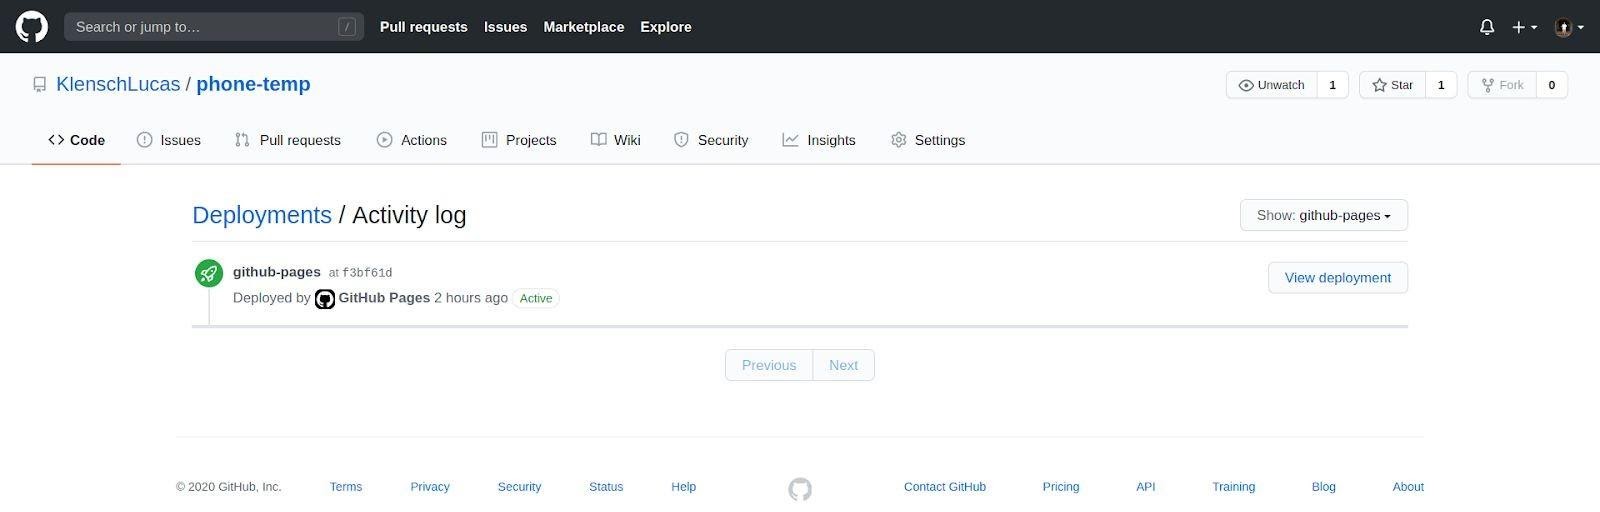 Search or jump to… / Pull requests Issues Marketplace Explore
KlenschLucas / phone-temp Unwatch 1 Star 1 Fork 0
Code Issues Pull requests Actions Projects Wiki Security Insights Settings
Deployments / Activity log Show: github-pages
github-pages at f3bf61d
View deployment
Deployed by GitHub Pages 2 hours ago Active
Previous Next
© 2020 GitHub, Inc. Terms Privacy Security Status Help Contact GitHub Pricing API Training Blog About